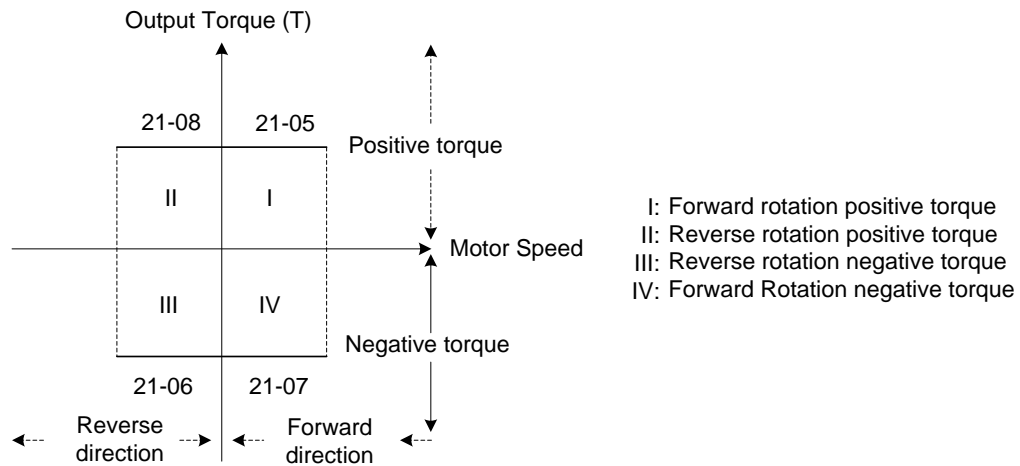 Output Torque (T)
21-08
21-05
Positive torque
II
I
Motor Speed
III
IV
Negative torque
21-06
21-07
Reverse
direction
Forward
direction
I: Forward rotation positive torque
II: Reverse rotation positive torque
III: Reverse rotation negative torque
IV: Forward Rotation negative torque